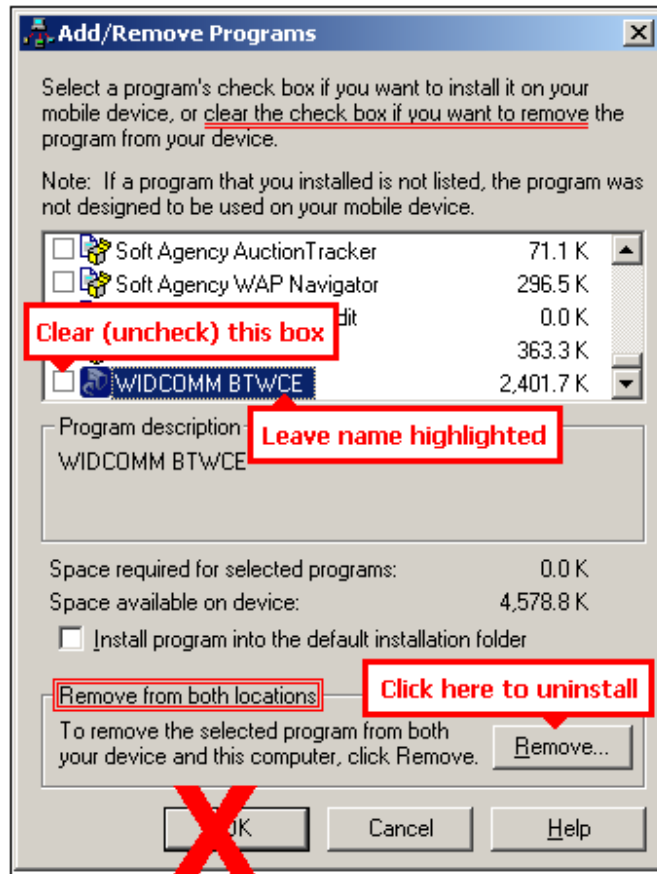 Add/Remove Programs
Select a program's check box if you want to install it on your
mobile device, or clear the check box if you want to remove the
program from your device.
Note: If a program that you installed is not listed, the program was
not designed to be used on your mobile device.
Soft Agency AuctionTracker 71.1 K
Soft Agency WAP Navigator 296.5 K
dit 0.0 K
Clear (uncheck) this box
363.3 K
WIDCOMM BTWCE 2,401.7 K
Program description
Leave name highlighted
WIDCOMM BTWCE
Space required for selected programs: 0.0 K
Space available on device: 4,578.8 K
Install program into the default installation folder
Remove from both locations
Click here to uninstall
To remove the selected program from both
your device and this computer, click Remove.
Remove...
X
OK Cancel Help